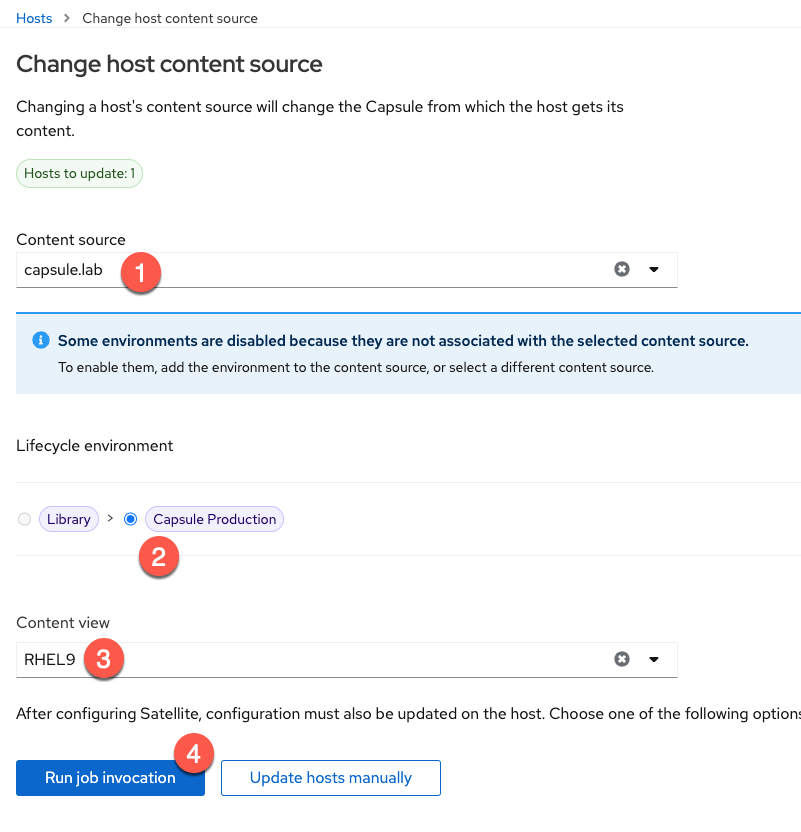 Hosts > Change host content source
Change host content source
Changing a host's content source will change the Capsule from which the host gets its
content.
Hosts to update: 1
Content source
capsule.lab 1
Some environments are disabled because they are not associated with the selected content source.
To enable them, add the environment to the content source, or select a different content source.
Lifecycle environment
Library > Capsule Production
2
Content view
RHEL9 3
After configuring Satellite, configuration must also be updated on the host. Choose one of the following options
4
Run job invocation Update hosts manually